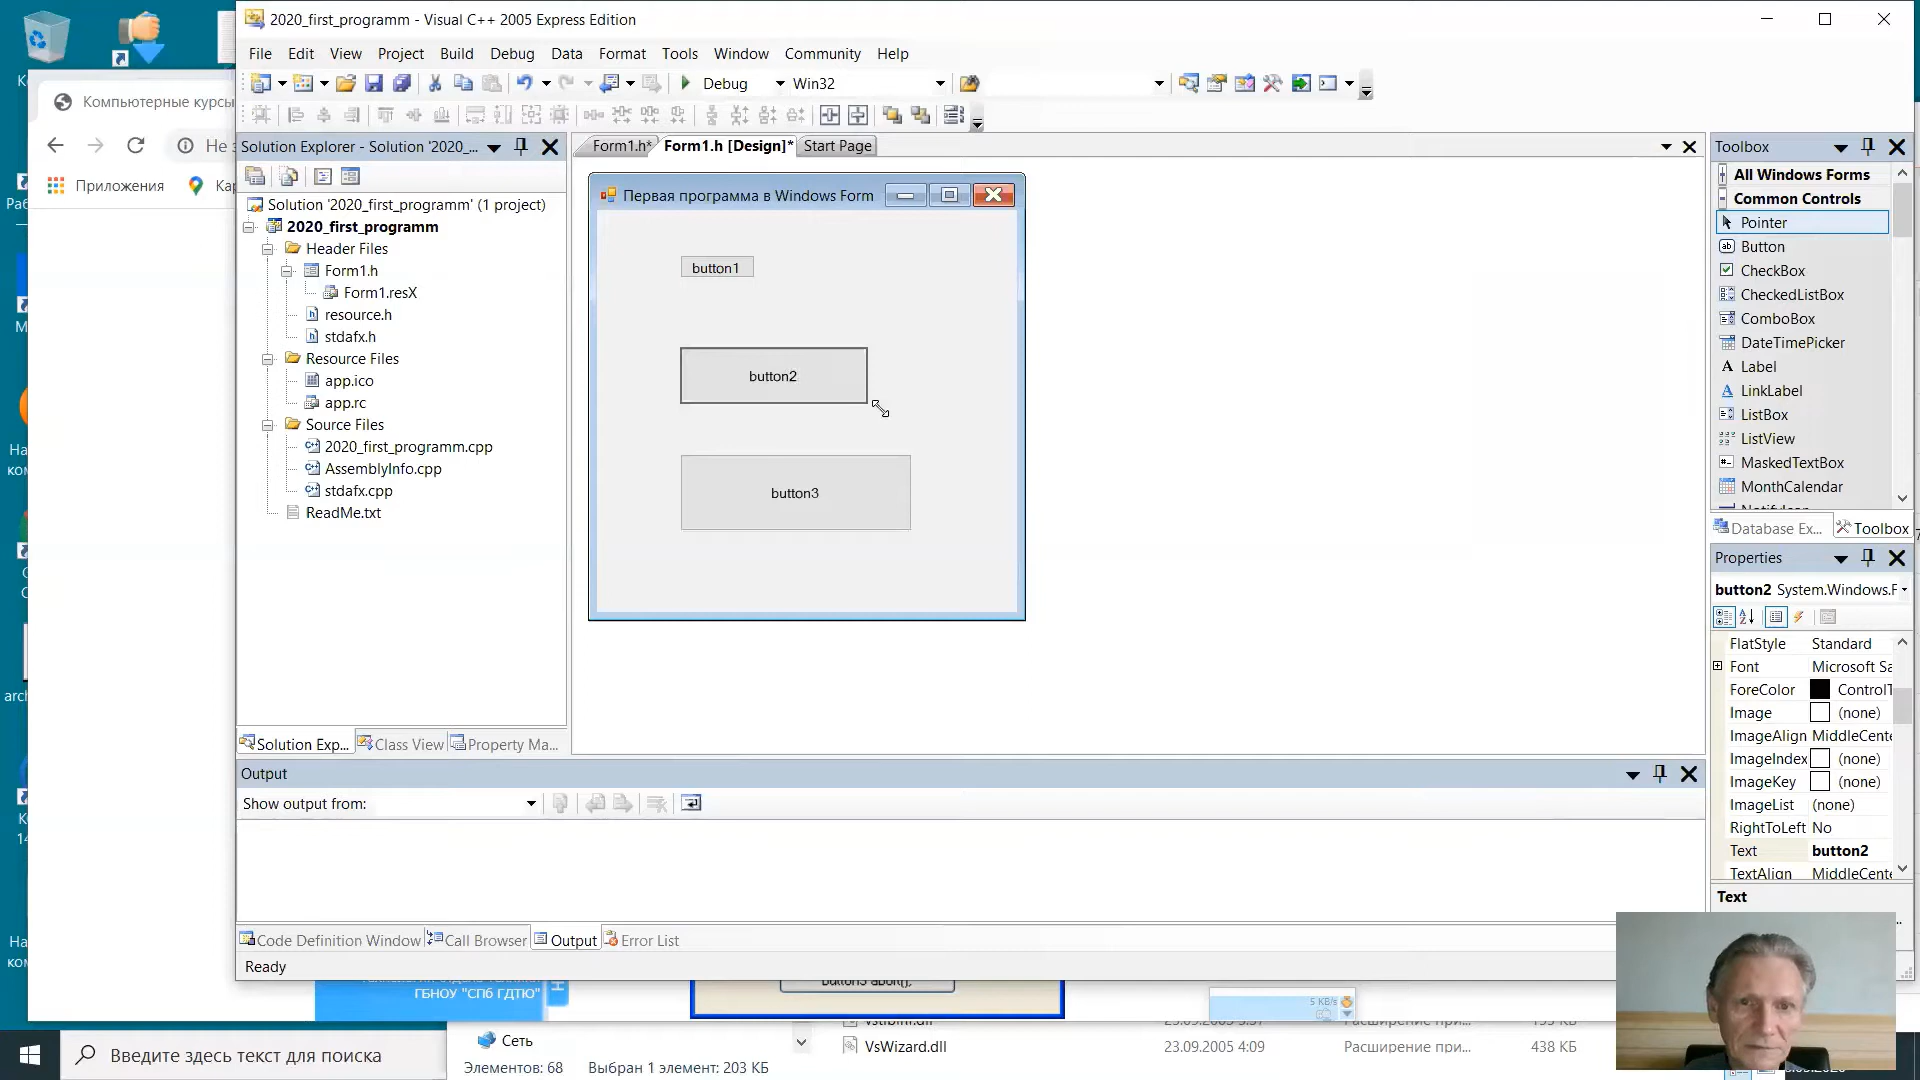 2020_first_programm - Visual C++ 2005 Express Edition
File Edit View Project Build Debug Data Format Tools Window Community Help
Debug Win32
Компьютерные курсы
Не з
Приложения
Solution Explorer - Solution '2020_...
Solution '2020_first_programm' (1 project)
2020_first_programm
Header Files
Form1.h
Form1.resX
resource.h
stdafx.h
Resource Files
app.ico
app.rc
Source Files
2020_first_programm.cpp
AssemblyInfo.cpp
stdafx.cpp
ReadMe.txt
Solution Exp... Class View Property Ma...
Form1.h* Form1.h [Design]* Start Page
Первая программа в Windows Form
button1
button2
button3
Toolbox
All Windows Forms
Common Controls
Pointer
Button
CheckBox
CheckedListBox
ComboBox
DateTimePicker
Label
LinkLabel
ListBox
ListView
MaskedTextBox
MonthCalendar
Database Ex... Toolbox
Properties
button2 System.Windows.F
FlatStyle Standard
Font Microsoft Sa
ForeColor ControlT
Image (none)
ImageAlign MiddleCente
ImageIndex (none)
ImageKey (none)
ImageList (none)
RightToLeft No
Text button2
TextAlign MiddleCente
Text
Output
Show output from:
Code Definition Window Call Browser Output Error List
Ready
ГБНОУ "СПб ГДТЮ"
5 KB/s
Сеть
VsWizard.dll 23.09.2005 4:09 Расширение при... 438 КБ
Элементов: 68 Выбран 1 элемент: 203 КБ
Введите здесь текст для поиска